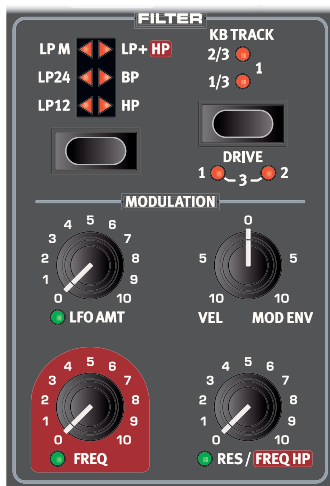 FILTER
KB TRACK
LP M LP+ HP 2/3
1
LP24 BP 1/3
LP12 HP
DRIVE
1 3 2
MODULATION
0 1 2 3 4 5 6 7 8 9 10
LFO AMT
10 5 0 5 10
VEL MOD ENV
0 1 2 3 4 5 6 7 8 9 10
FREQ
0 1 2 3 4 5 6 7 8 9 10
RES / FREQ HP